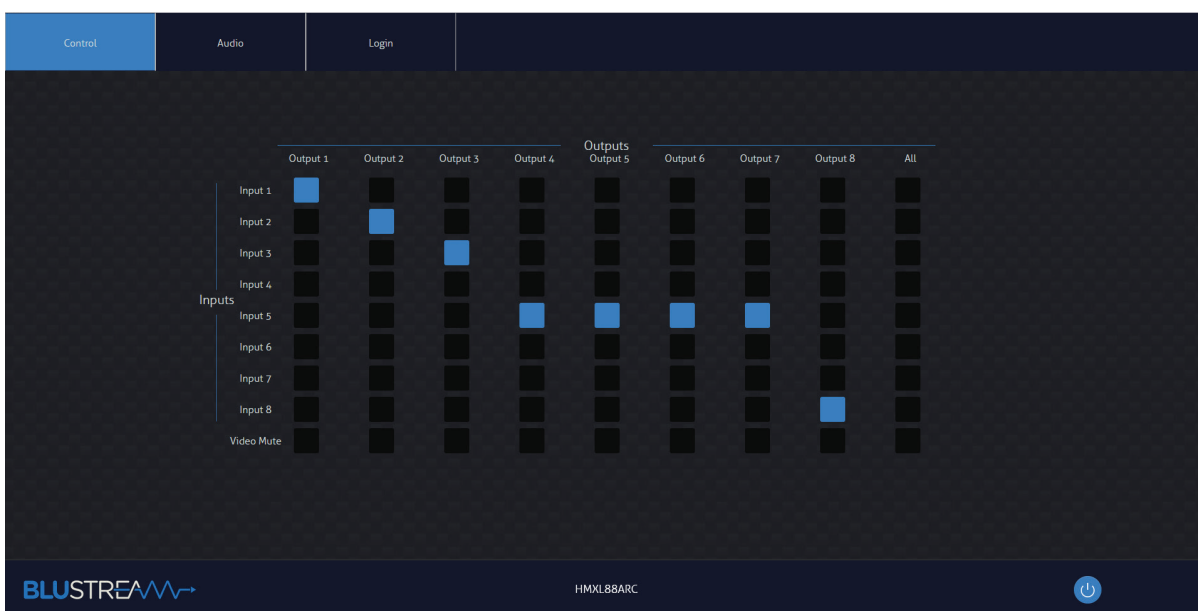 Control Audio Login
Outputs
Output 1 Output 2 Output 3 Output 4 Output 5 Output 6 Output 7 Output 8 All
Input 1
Input 2
Input 3
Input 4
Inputs
Input 5
Input 6
Input 7
Input 8
Video Mute
BLUSTREAM HMXL88ARC